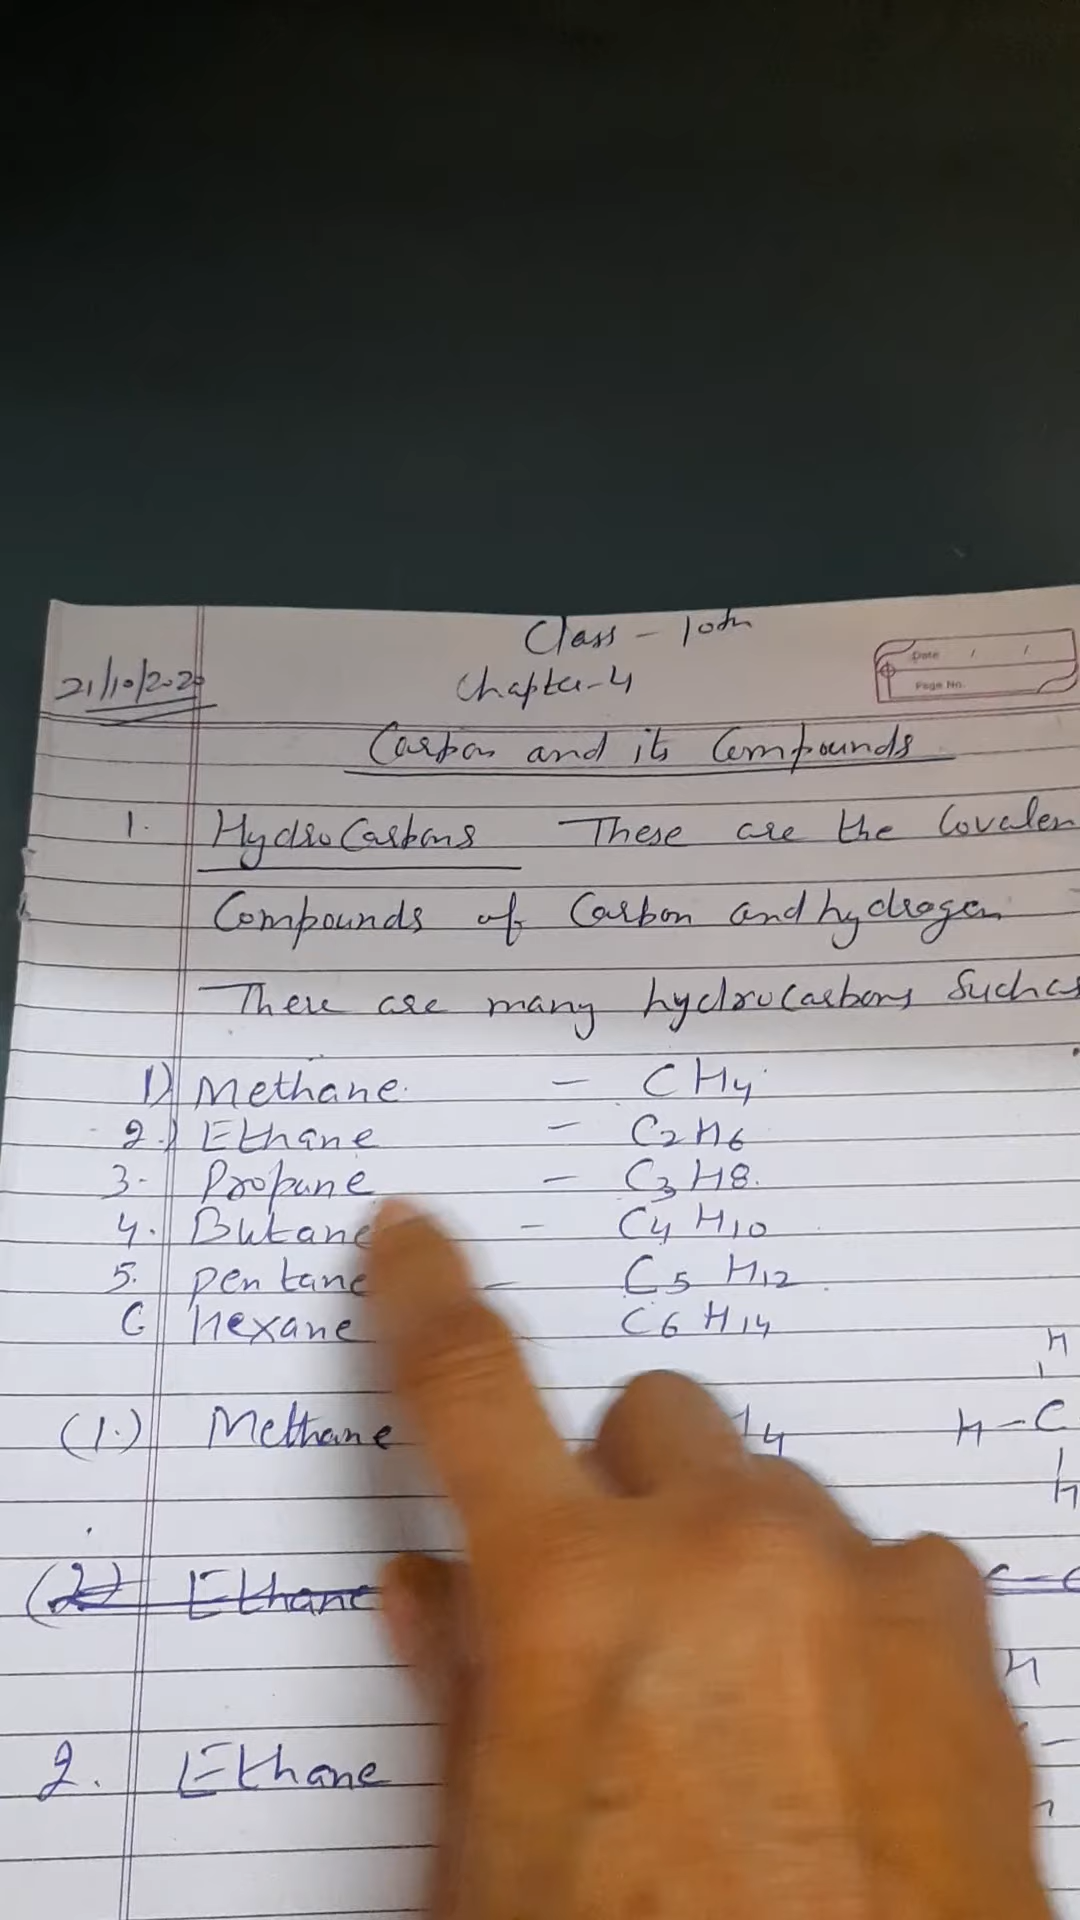 Class - 10th
21/10/2020
Chapter-4
Date / /
Page No.
Carbon and its Compounds
1. HydroCarbons These are the Covalen
Compounds of Carbon and hydrogen
There are many hydrocarbons Such as
1) Methane - CH4
2.) Ethane - C2H6
3- Propane - C3H8.
4. Butane - C4H10
5. pentane - C5H12
6 hexane C6H14
H
(1.) Methane H4 H-C
H
(2) Ethane C-C
H
2. Ethane